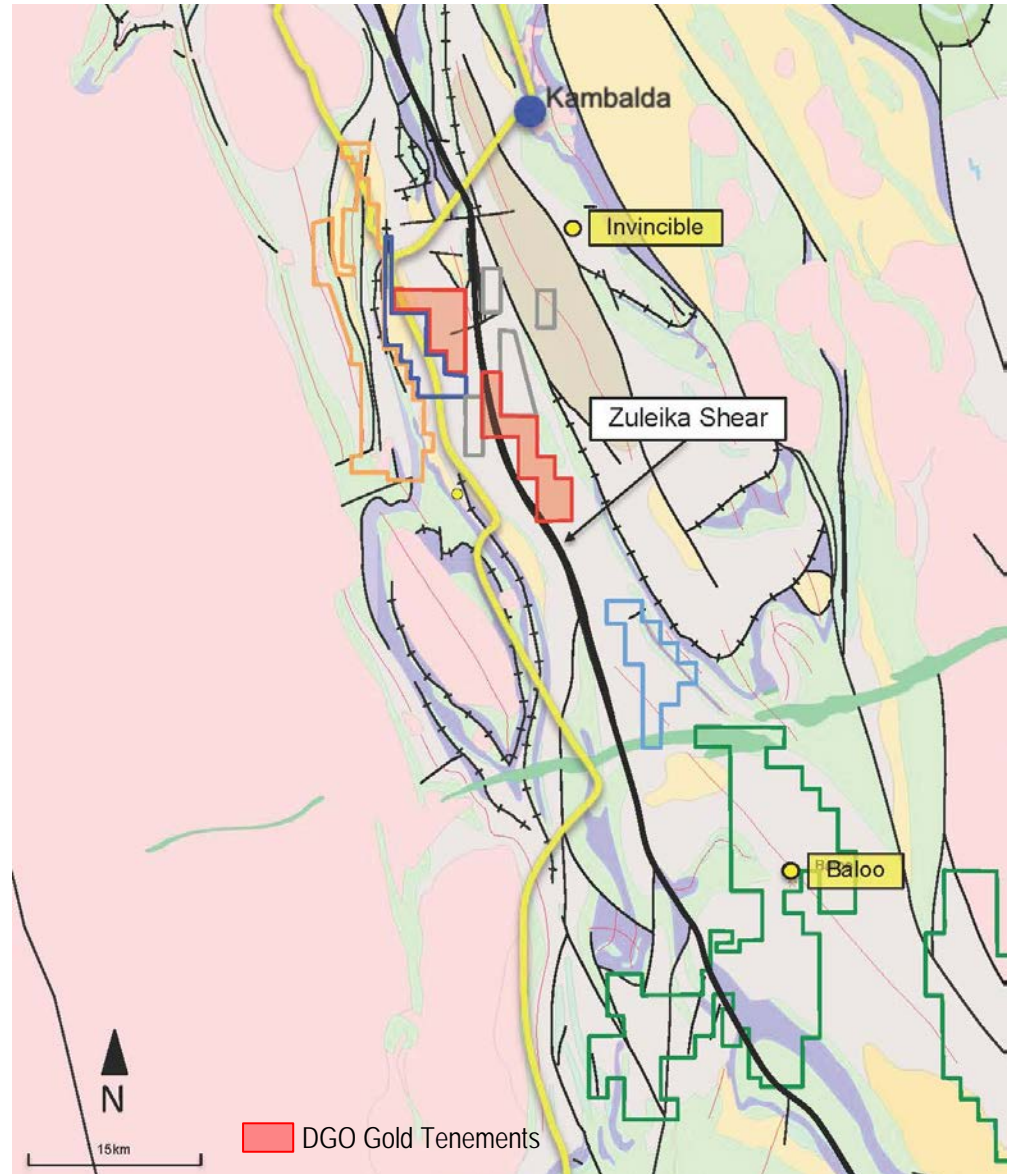 Kambalda
Invincible
Zuleika Shear
Baloo
N
15km
DGO Gold Tenements